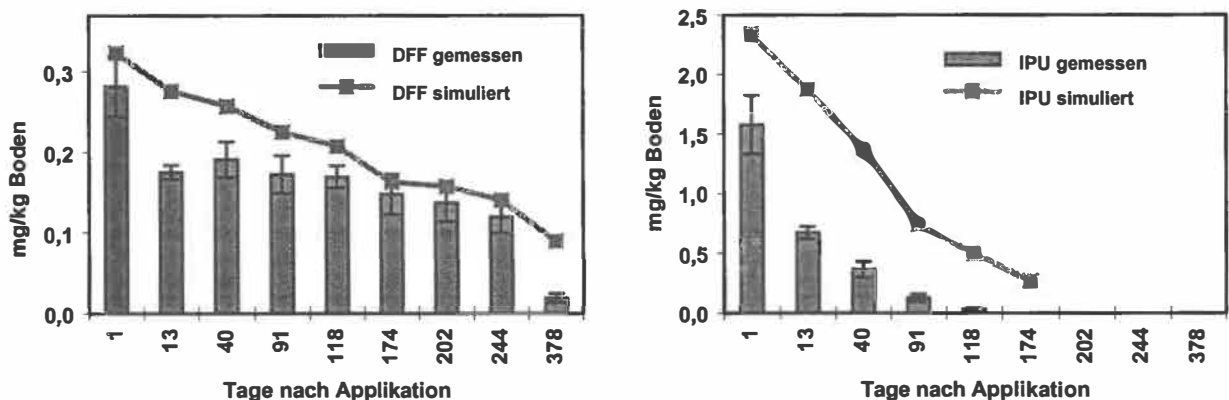 mg/kg Boden
0,3
0,2
0,1
0,0
DFF gemessen
DFF simuliert
1 13 40 91 118 174 202 244 378
Tage nach Applikation
mg/kg Boden
2,5
2,0
1,5
1,0
0,5
0,0
IPU gemessen
IPU simuliert
1 13 40 91 118 174 202 244 378
Tage nach Applikation